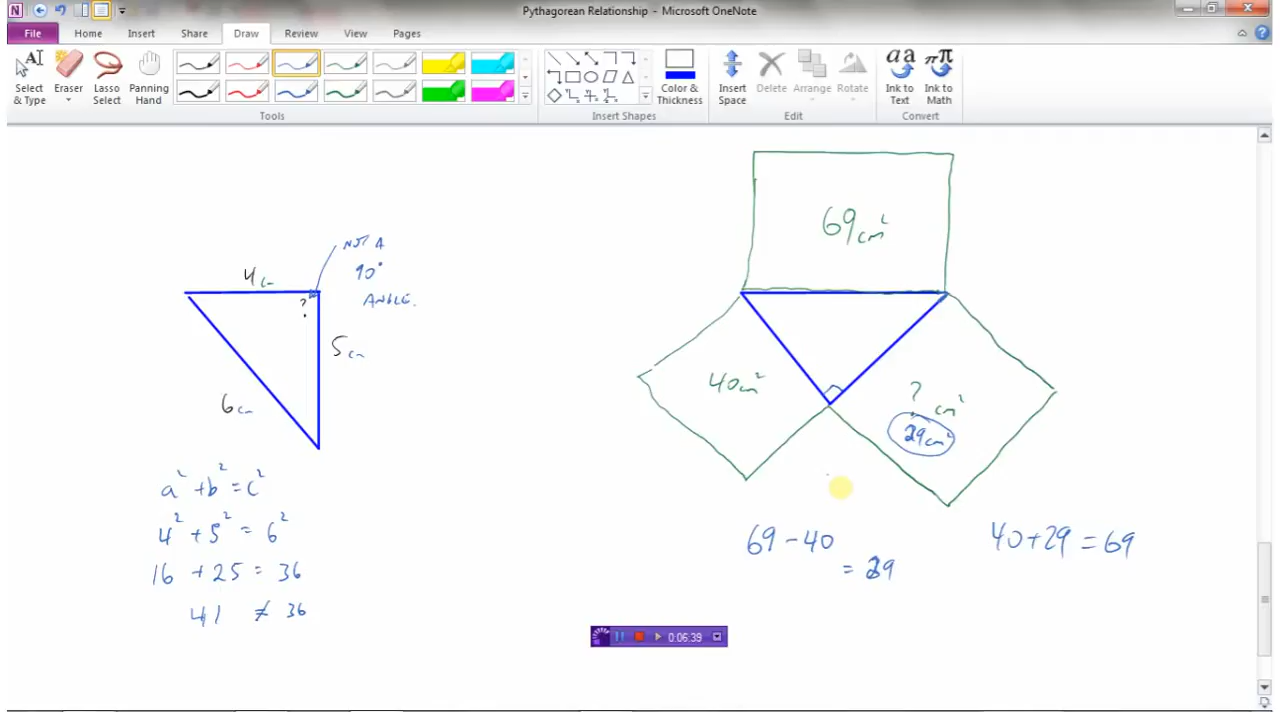 Pythagorean Relationship - Microsoft OneNote
File Home Insert Share Draw Review View Pages
Select & Type
Eraser
Lasso Select
Panning Hand
Color & Thickness
Insert Space
Delete
Arrange
Rotate
Ink to Text
Ink to Math
Tools
Insert Shapes
Edit
Convert
4cm
?
NOT A
90°
ANGLE.
5cm
6cm
a² + b² = c²
4² + 5² = 6²
16 + 25 = 36
41 ≠ 36
69cm²
40cm²
? cm²
29cm²
69 - 40
= 29
40 + 29 = 69
0:06:39